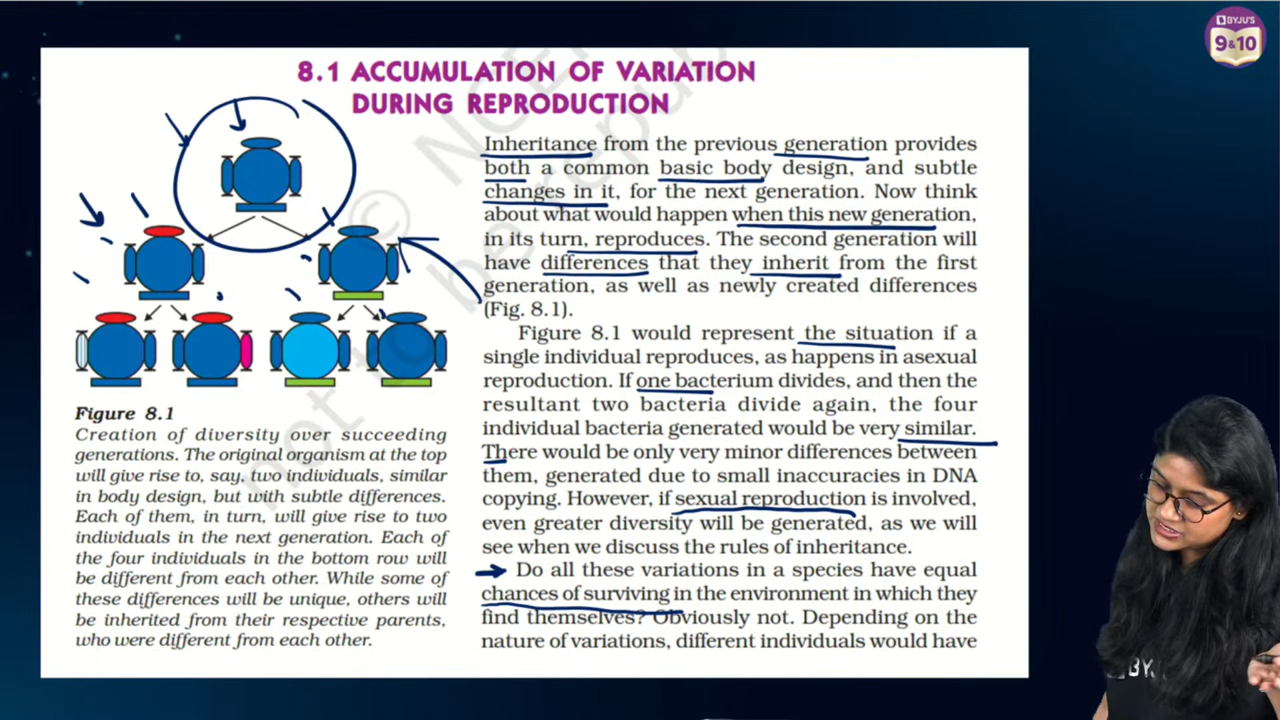 BYJU'S
9&10
8.1 ACCUMULATION OF VARIATION
DURING REPRODUCTION
Inheritance from the previous generation provides
both a common basic body design, and subtle
changes in it, for the next generation. Now think
about what would happen when this new generation,
in its turn, reproduces. The second generation will
have differences that they inherit from the first
generation, as well as newly created differences
(Fig. 8.1).
Figure 8.1 would represent the situation if a
single individual reproduces, as happens in asexual
reproduction. If one bacterium divides, and then the
resultant two bacteria divide again, the four
individual bacteria generated would be very similar.
There would be only very minor differences between
them, generated due to small inaccuracies in DNA
copying. However, if sexual reproduction is involved,
even greater diversity will be generated, as we will
see when we discuss the rules of inheritance.
Do all these variations in a species have equal
chances of surviving in the environment in which they
find themselves? Obviously not. Depending on the
nature of variations, different individuals would have
Figure 8.1
Creation of diversity over succeeding
generations. The original organism at the top
will give rise to, say, two individuals, similar
in body design, but with subtle differences.
Each of them, in turn, will give rise to two
individuals in the next generation. Each of
the four individuals in the bottom row will
be different from each other. While some of
these differences will be unique, others will
be inherited from their respective parents,
who were different from each other.
© NCE
not to be repu
BY